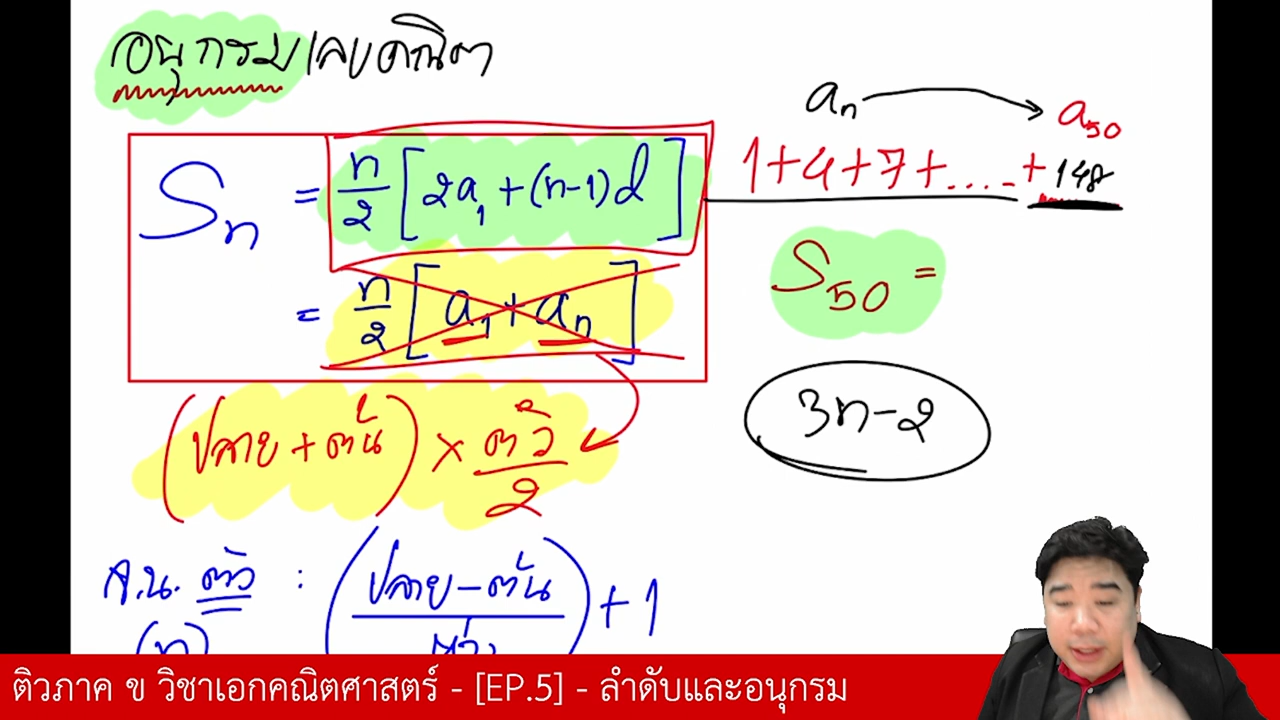 อนุกรมเลขคณิต
aₙ → a₅₀
1+4+7+....+148
Sₙ = n/2 [2a₁+(n-1)d]
= n/2 [a₁+aₙ]
S₅₀ =
3n-2
(ปลาย+ต้น) × ตัว/2
จ.น. ตัว : (ปลาย-ต้น/ห่าง) + 1
(n)
ติวภาค ข วิชาเอกคณิตศาสตร์ - [EP.5] - ลำดับและอนุกรม